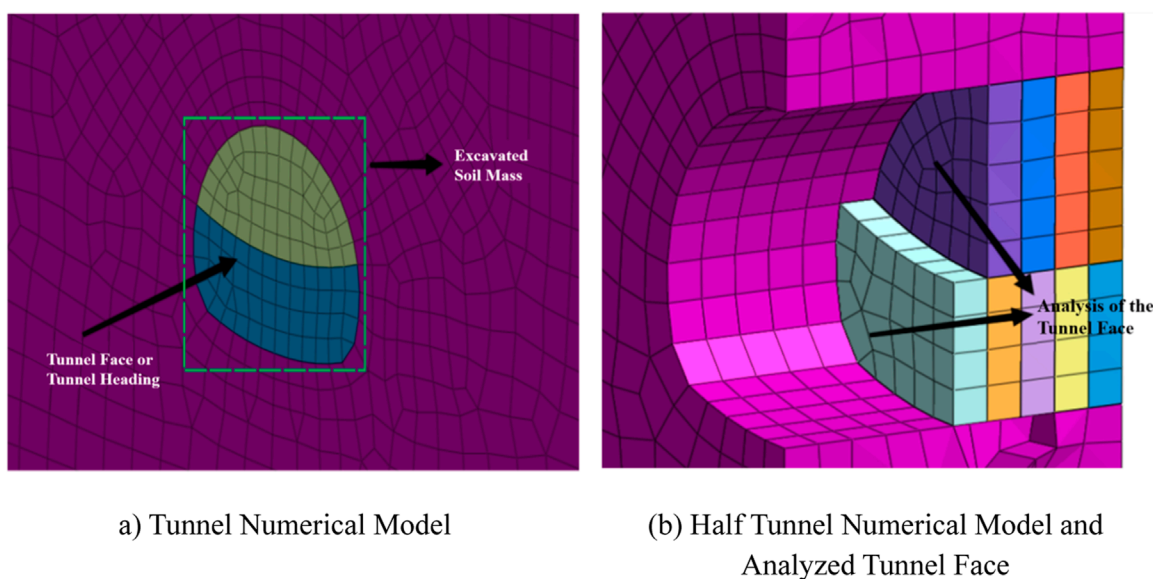 Excavated
Soil Mass
Tunnel Face or
Tunnel Heading
Analysis of the
Tunnel Face
a) Tunnel Numerical Model
(b) Half Tunnel Numerical Model and
Analyzed Tunnel Face